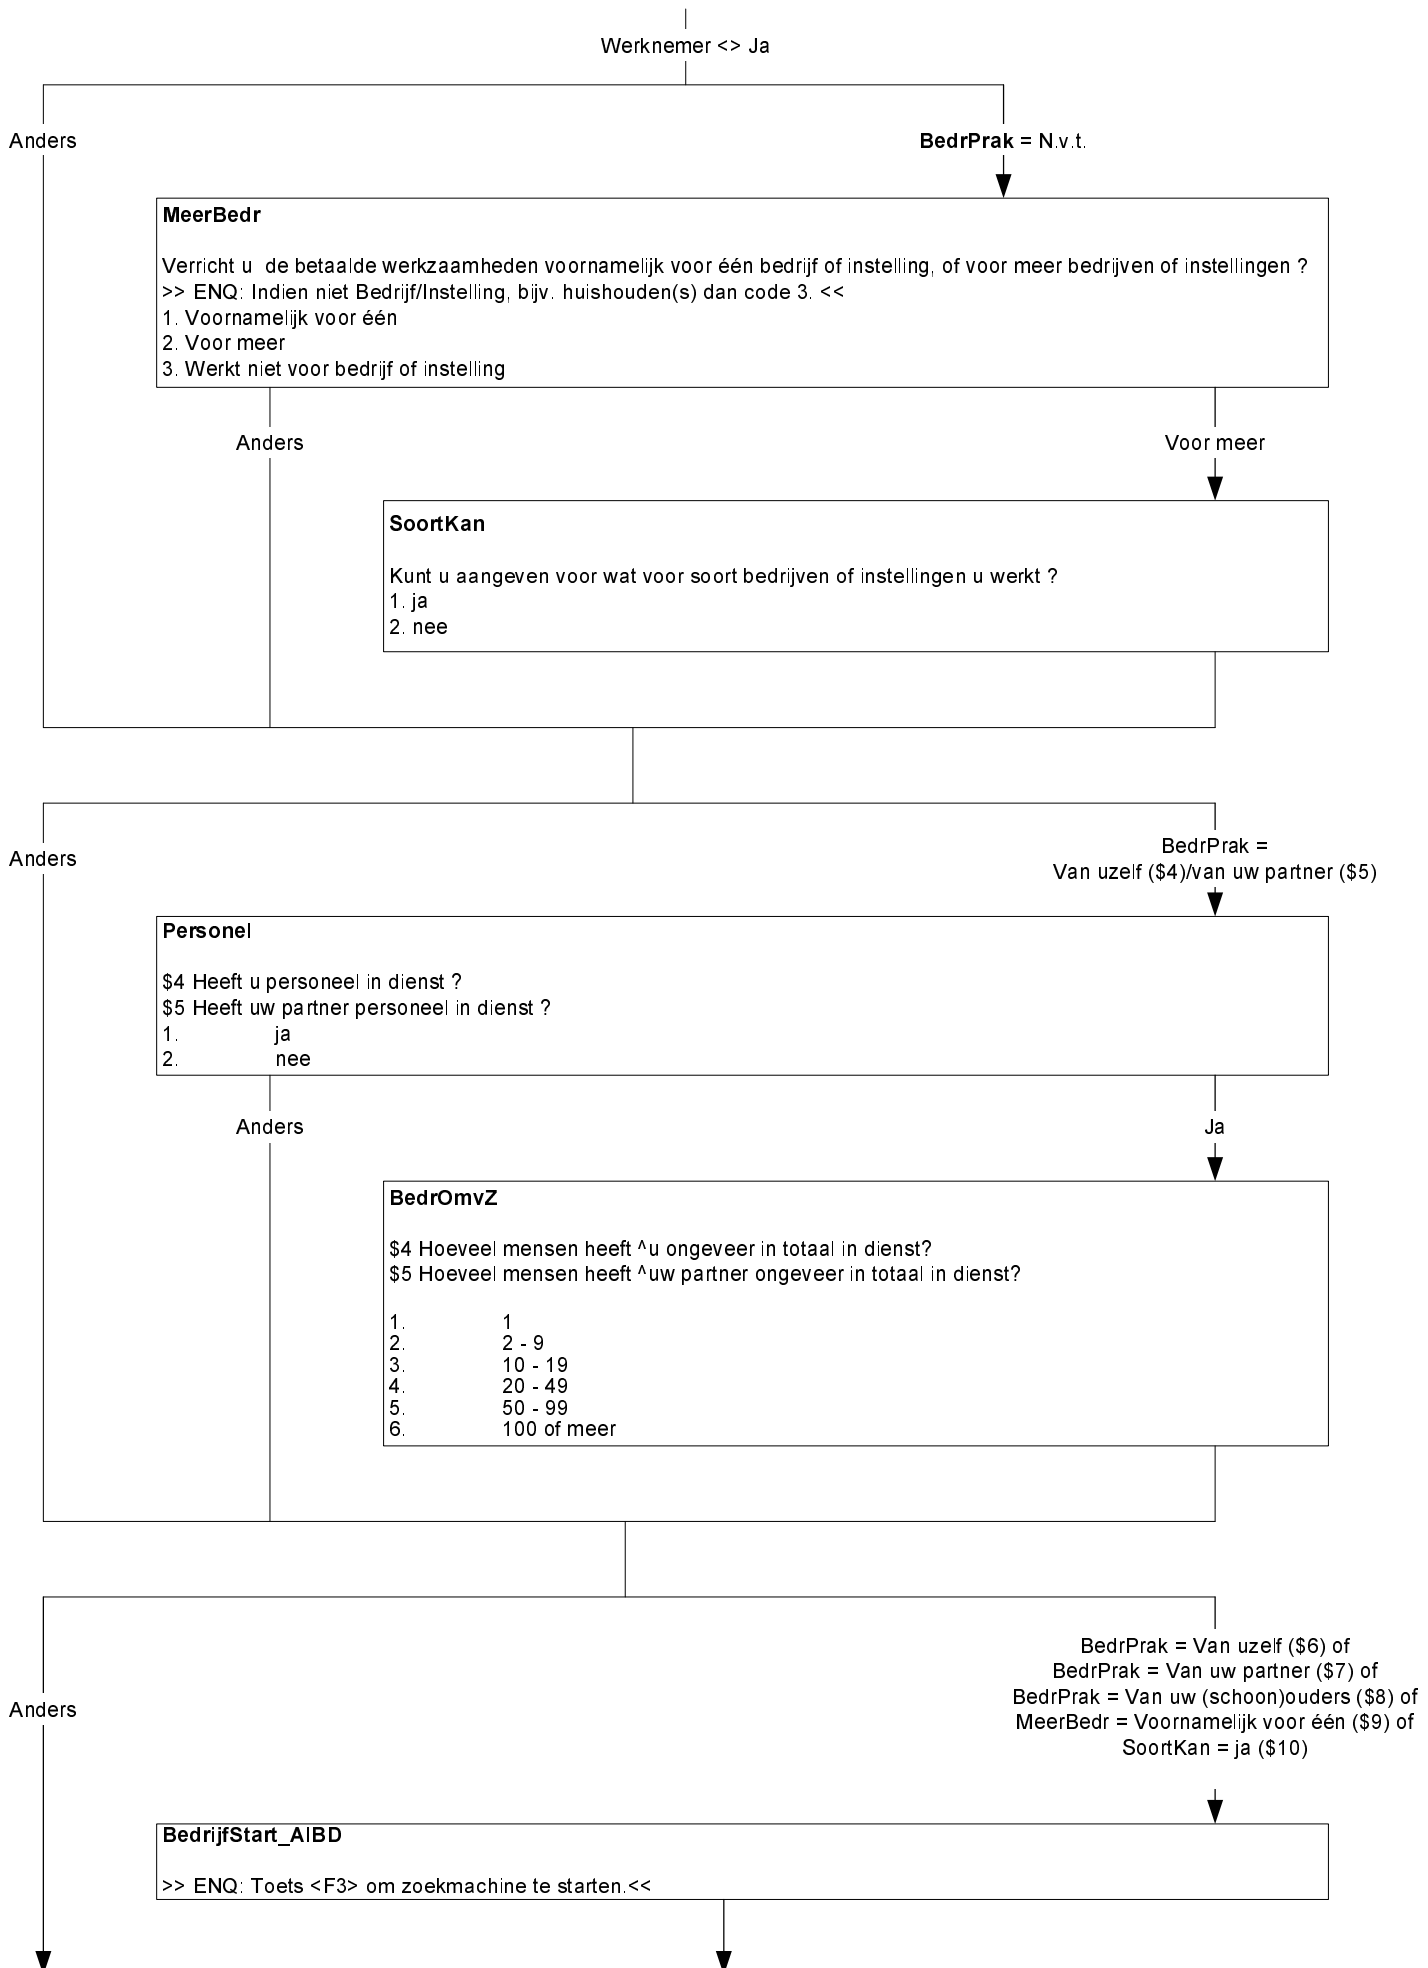 Werknemer <> Ja
Anders
BedrPrak = N.v.t.
MeerBedr
Verricht u  de betaalde werkzaamheden voornamelijk voor één bedrijf of instelling, of voor meer bedrijven of instellingen ?
>> ENQ: Indien niet Bedrijf/Instelling, bijv. huishouden(s) dan code 3. <<
1. Voornamelijk voor één
2. Voor meer
3. Werkt niet voor bedrijf of instelling
Anders
Voor meer
SoortKan
Kunt u aangeven voor wat voor soort bedrijven of instellingen u werkt ?
1. ja
2. nee
Anders
BedrPrak =
Van uzelf ($4)/van uw partner ($5)
Personel
$4 Heeft u personeel in dienst ?
$5 Heeft uw partner personeel in dienst ?
1. ja
2. nee
Anders
Ja
BedrOmvZ
$4 Hoeveel mensen heeft ^u ongeveer in totaal in dienst?
$5 Hoeveel mensen heeft ^uw partner ongeveer in totaal in dienst?
1. 1
2. 2 - 9
3. 10 - 19
4. 20 - 49
5. 50 - 99
6. 100 of meer
Anders
BedrPrak = Van uzelf ($6) of
BedrPrak = Van uw partner ($7) of
BedrPrak = Van uw (schoon)ouders ($8) of
MeerBedr = Voornamelijk voor één ($9) of
SoortKan = ja ($10)
BedrijfStart_AIBD
>> ENQ: Toets <F3> om zoekmachine te starten.<<